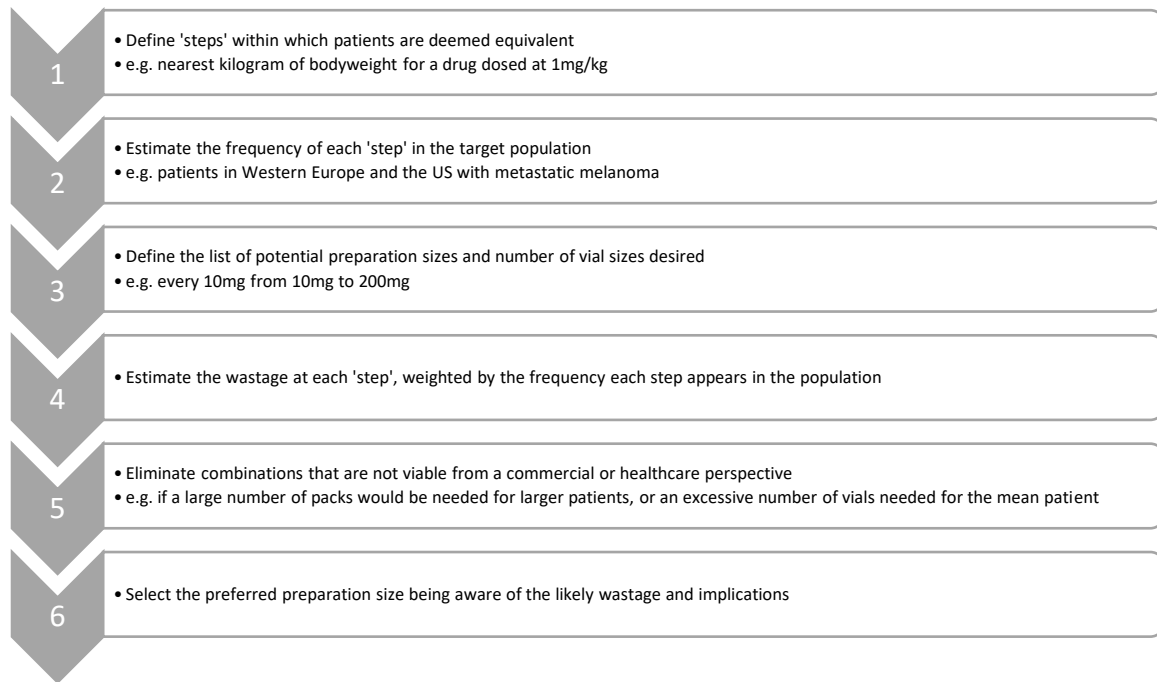 1
• Define 'steps' within which patients are deemed equivalent
• e.g. nearest kilogram of bodyweight for a drug dosed at 1mg/kg
2
• Estimate the frequency of each 'step' in the target population
• e.g. patients in Western Europe and the US with metastatic melanoma
3
• Define the list of potential preparation sizes and number of vial sizes desired
• e.g. every 10mg from 10mg to 200mg
4
• Estimate the wastage at each 'step', weighted by the frequency each step appears in the population
5
• Eliminate combinations that are not viable from a commercial or healthcare perspective
• e.g. if a large number of packs would be needed for larger patients, or an excessive number of vials needed for the mean patient
6
• Select the preferred preparation size being aware of the likely wastage and implications